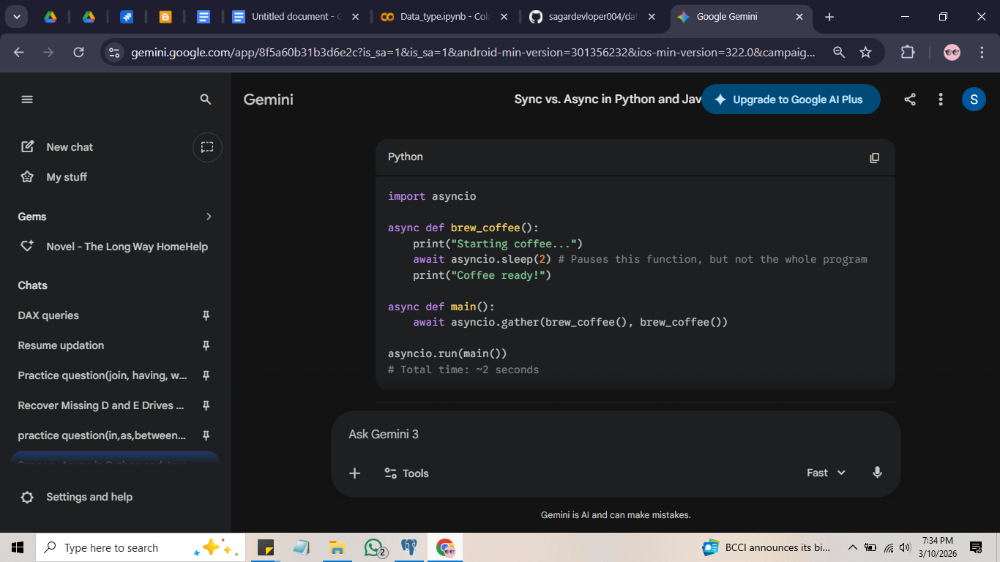 Untitled document - G
Data_type.ipynb - Col
sagardevloper004/dat
Google Gemini
gemini.google.com/app/8f5a60b31b3d6e2c?is_sa=1&is_sa=1&android-min-version=301356232&ios-min-version=322.0&campaig...
Gemini
Sync vs. Async in Python and Jav
Upgrade to Google AI Plus
S
New chat
My stuff
Gems
Novel - The Long Way HomeHelp
Chats
DAX queries
Resume updation
Practice question(join, having, w...
Recover Missing D and E Drives ...
practice question(in,as,between...
Settings and help
Python
import asyncio
async def brew_coffee():
    print("Starting coffee...")
    await asyncio.sleep(2) # Pauses this function, but not the whole program
    print("Coffee ready!")
async def main():
    await asyncio.gather(brew_coffee(), brew_coffee())
asyncio.run(main())
# Total time: ~2 seconds
Ask Gemini 3
Tools
Fast
Gemini is AI and can make mistakes.
Type here to search
2
BCCI announces its bi...
7:34 PM
3/10/2026